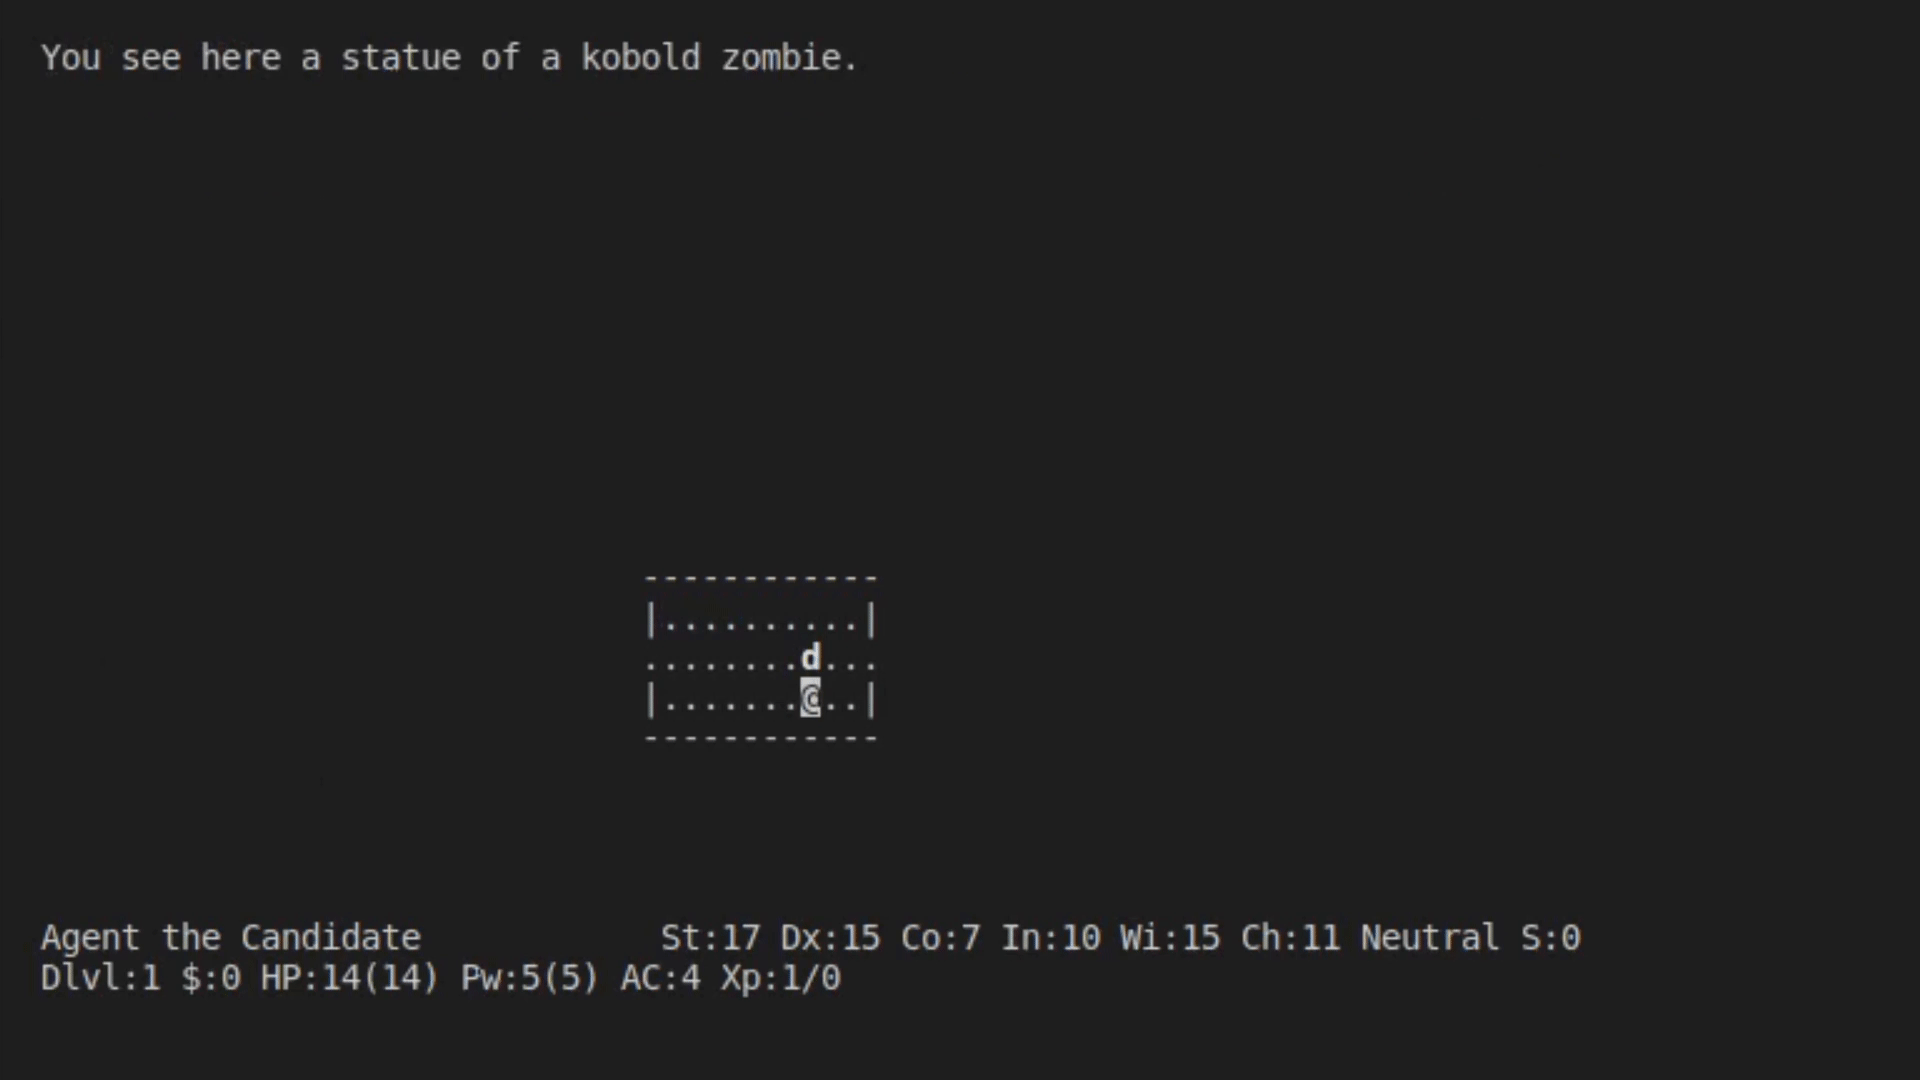 You see here a statue of a kobold zombie.
------------
|..........|
........d...
|.......@..|
------------
Agent the Candidate St:17 Dx:15 Co:7 In:10 Wi:15 Ch:11 Neutral S:0
Dlvl:1 $:0 HP:14(14) Pw:5(5) AC:4 Xp:1/0